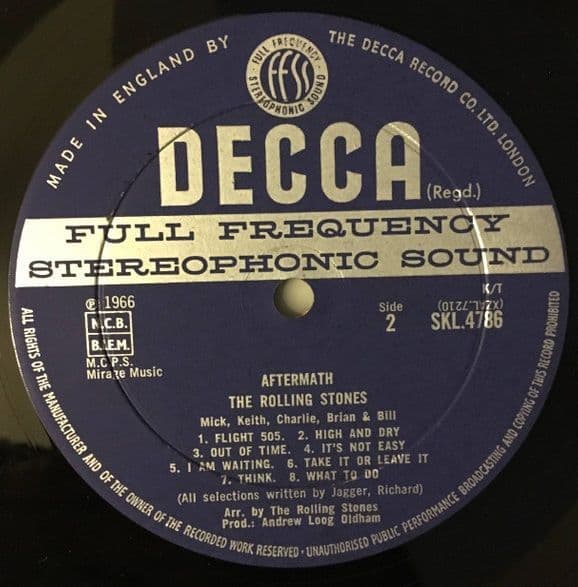 MADE IN ENGLAND BY
THE DECCA RECORD CO. LTD. LONDON
FULL FREQUENCY
ffss
STEREOPHONIC SOUND
DECCA
(Regd.)
FULL FREQUENCY
STEREOPHONIC SOUND
℗ 1966
N.C.B.
B.I.E.M.
M.C.P.S.
Mirage Music
K/T
(XZAL.7210)
Side
2
SKL.4786
AFTERMATH
THE ROLLING STONES
Mick, Keith, Charlie, Brian & Bill
1. FLIGHT 505. 2. HIGH AND DRY
3. OUT OF TIME. 4. IT'S NOT EASY
5. I AM WAITING. 6. TAKE IT OR LEAVE IT
7. THINK. 8. WHAT TO DO
(All selections written by Jagger, Richard)
Arr. by The Rolling Stones
Prod.: Andrew Loog Oldham
ALL RIGHTS OF THE MANUFACTURER AND OF THE OWNER OF THE RECORDED WORK RESERVED · UNAUTHORISED PUBLIC PERFORMANCE BROADCASTING AND COPYING OF THIS RECORD PROHIBITED